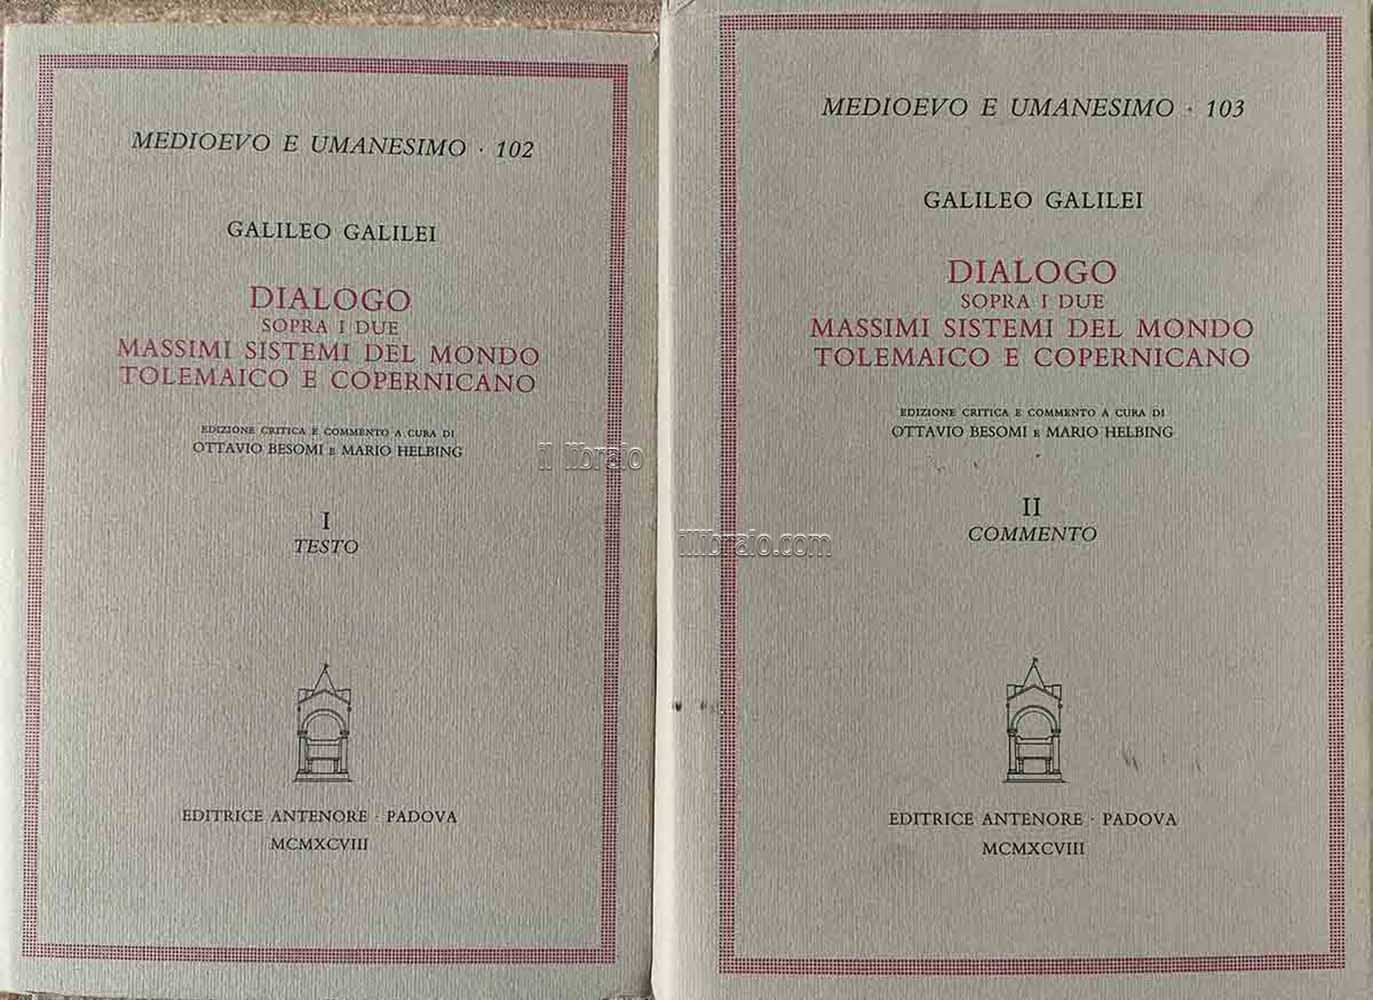 MEDIOEVO E UMANESIMO · 102
GALILEO GALILEI
DIALOGO
SOPRA I DUE
MASSIMI SISTEMI DEL MONDO
TOLEMAICO E COPERNICANO
EDIZIONE CRITICA E COMMENTO A CURA DI
OTTAVIO BESOMI E MARIO HELBING
I
TESTO
EDITRICE ANTENORE · PADOVA
MCMXCVIII
il libraio
MEDIOEVO E UMANESIMO · 103
GALILEO GALILEI
DIALOGO
SOPRA I DUE
MASSIMI SISTEMI DEL MONDO
TOLEMAICO E COPERNICANO
EDIZIONE CRITICA E COMMENTO A CURA DI
OTTAVIO BESOMI E MARIO HELBING
II
COMMENTO
illibraio.com
EDITRICE ANTENORE · PADOVA
MCMXCVIII